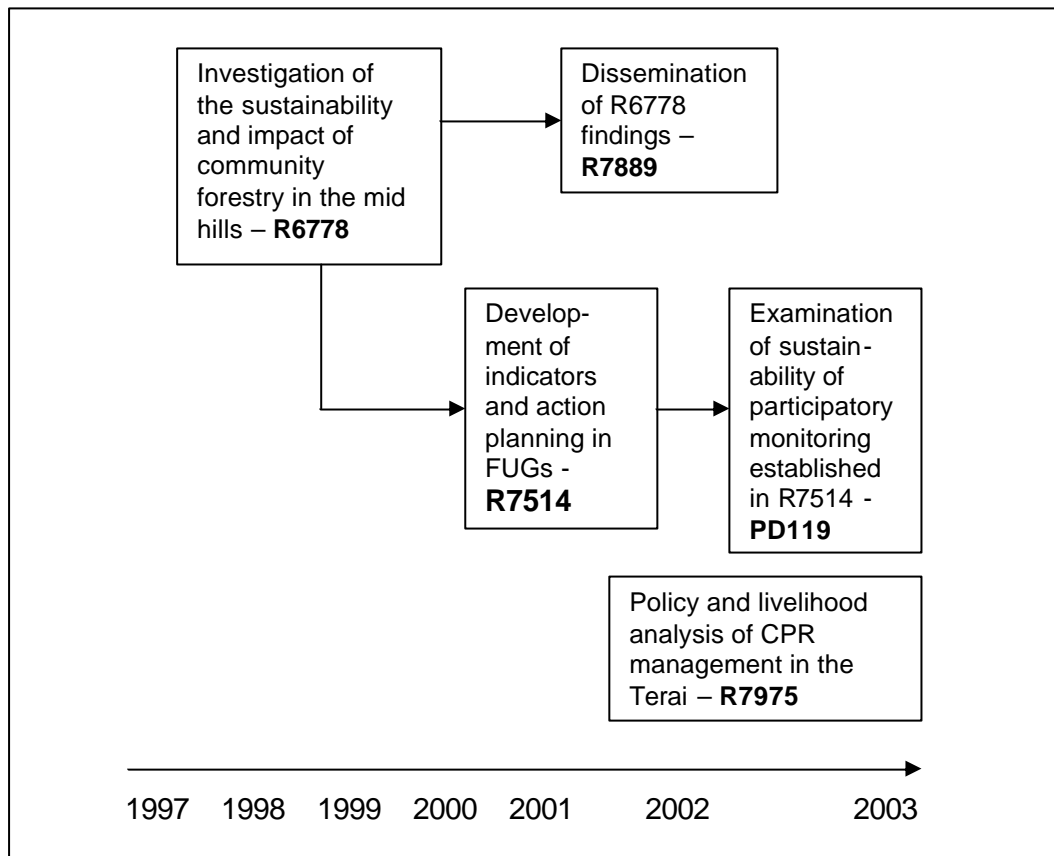 Investigation of
the sustainability
and impact of
community
forestry in the mid
hills – R6778
Dissemination
of R6778
findings –
R7889
Develop-
ment of
indicators
and action
planning in
FUGs -
R7514
Examination
of sustain-
ability of
participatory
monitoring
established
in R7514 -
PD119
Policy and livelihood
analysis of CPR
management in the
Terai – R7975
1997 1998 1999 2000 2001 2002 2003